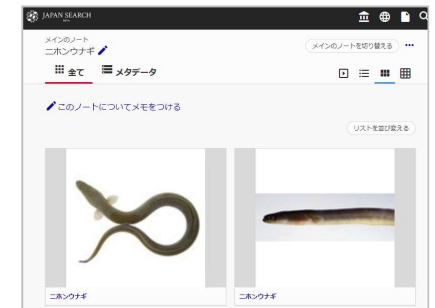 JAPAN SEARCH
BETA
メインのノート
ニホンウナギ
メインのノートを切り替える
全て
メタデータ
このノートについてメモをつける
リストを並び変える
ニホンウナギ
ニホンウナギ